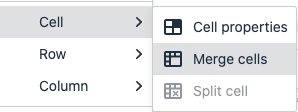 Cell
Row
Column
Cell properties
Merge cells
Split cell